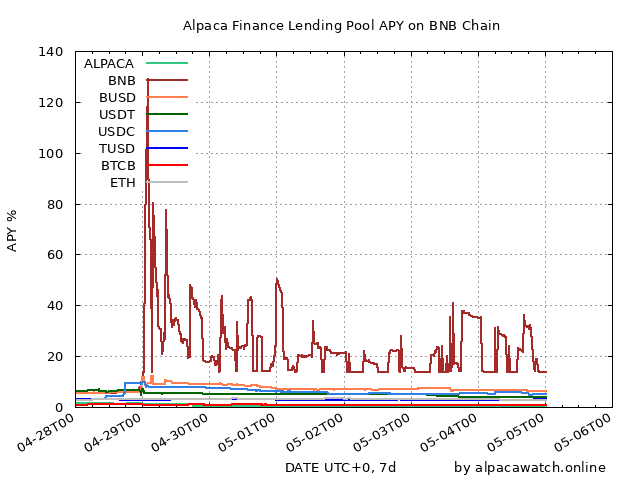 Alpaca Finance Lending Pool APY on BNB Chain
140
120
100
80
60
40
20
0
APY %
ALPACA
BNB
BUSD
USDT
USDC
TUSD
BTCB
ETH
04-28T00
04-29T00
04-30T00
05-01T00
05-02T00
05-03T00
05-04T00
05-05T00
05-06T00
DATE UTC+0, 7d
by alpacawatch.online